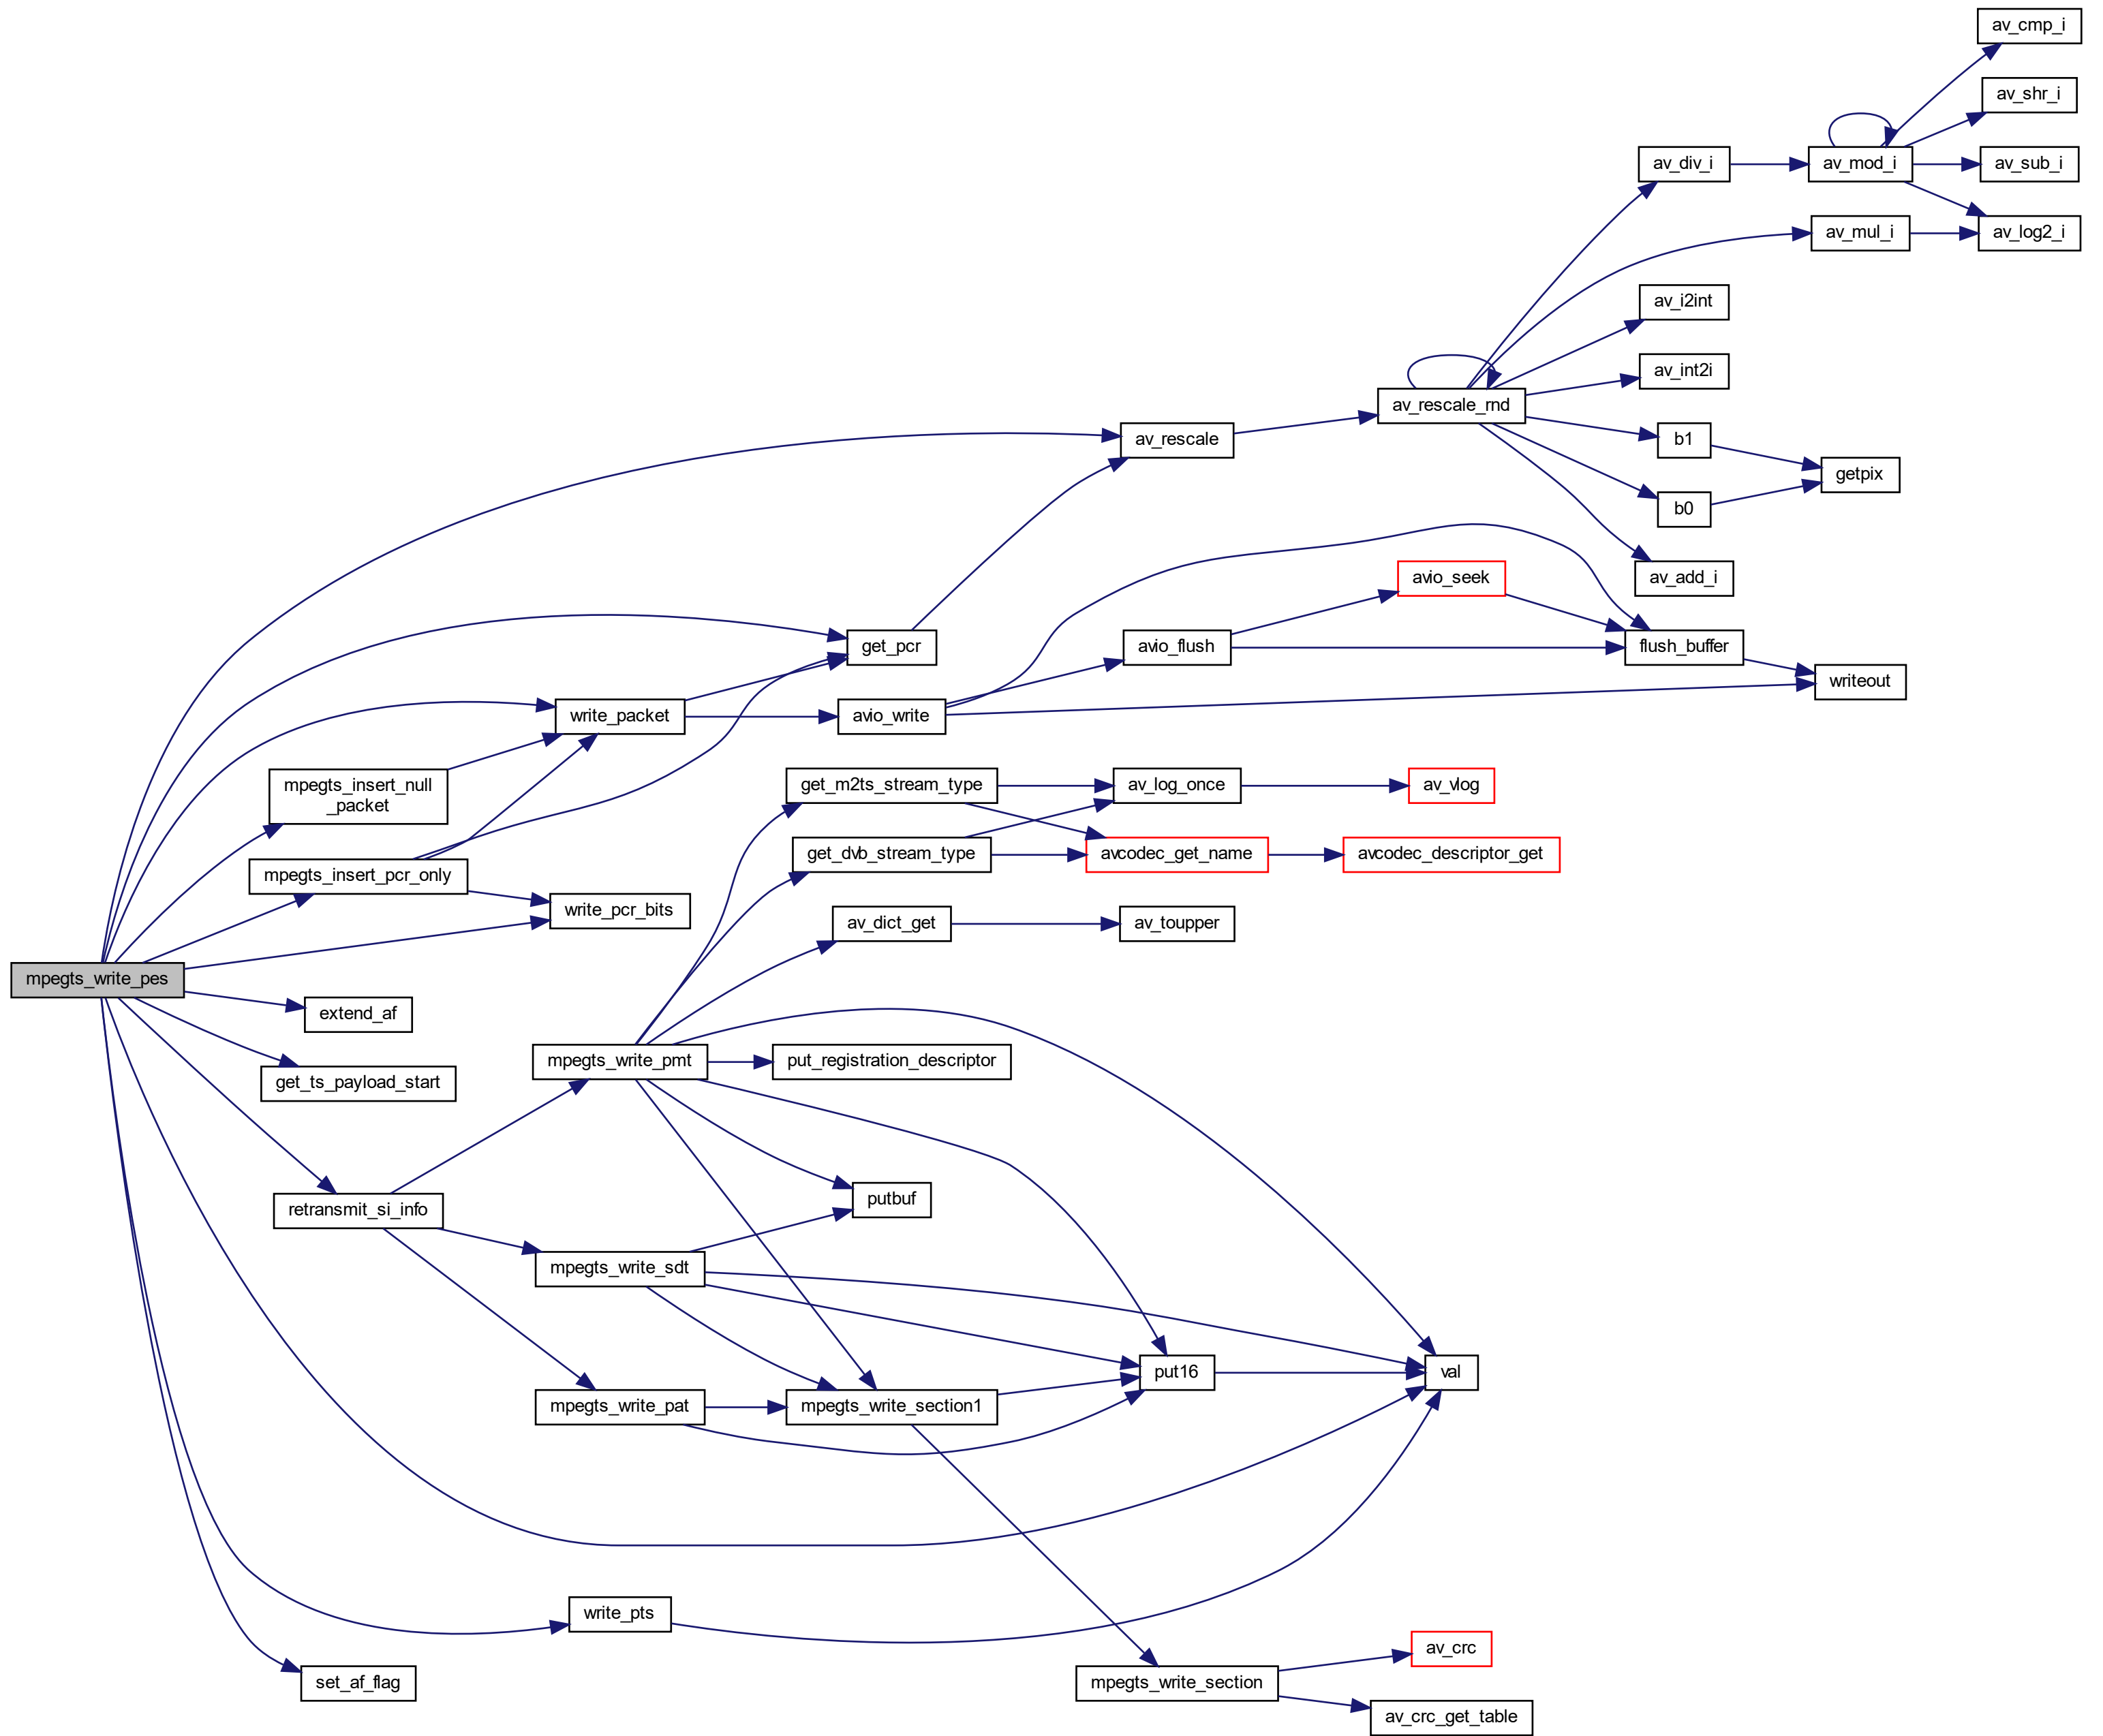 av_cmp_i
av_shr_i
av_div_i
av_mod_i
av_sub_i
av_mul_i
av_log2_i
av_i2int
av_int2i
av_rescale_rnd
av_rescale
b1
getpix
b0
av_add_i
avio_seek
get_pcr
avio_flush
flush_buffer
writeout
write_packet
avio_write
mpegts_insert_null
_packet
get_m2ts_stream_type
av_log_once
av_vlog
mpegts_insert_pcr_only
get_dvb_stream_type
avcodec_get_name
avcodec_descriptor_get
write_pcr_bits
av_dict_get
av_toupper
mpegts_write_pes
extend_af
mpegts_write_pmt
put_registration_descriptor
get_ts_payload_start
retransmit_si_info
putbuf
mpegts_write_sdt
put16
val
mpegts_write_pat
mpegts_write_section1
write_pts
av_crc
set_af_flag
mpegts_write_section
av_crc_get_table